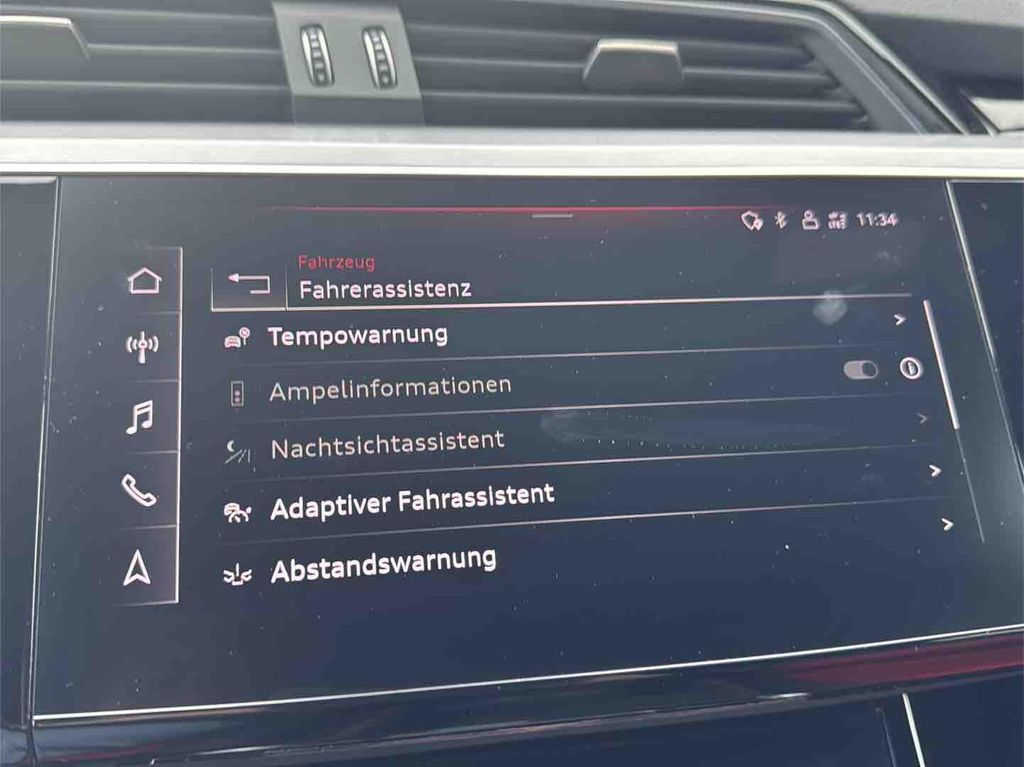 11:34
Fahrzeug
Fahrerassistenz
Tempowarnung
Ampelinformationen
Nachtsichtassistent
Adaptiver Fahrassistent
Abstandswarnung